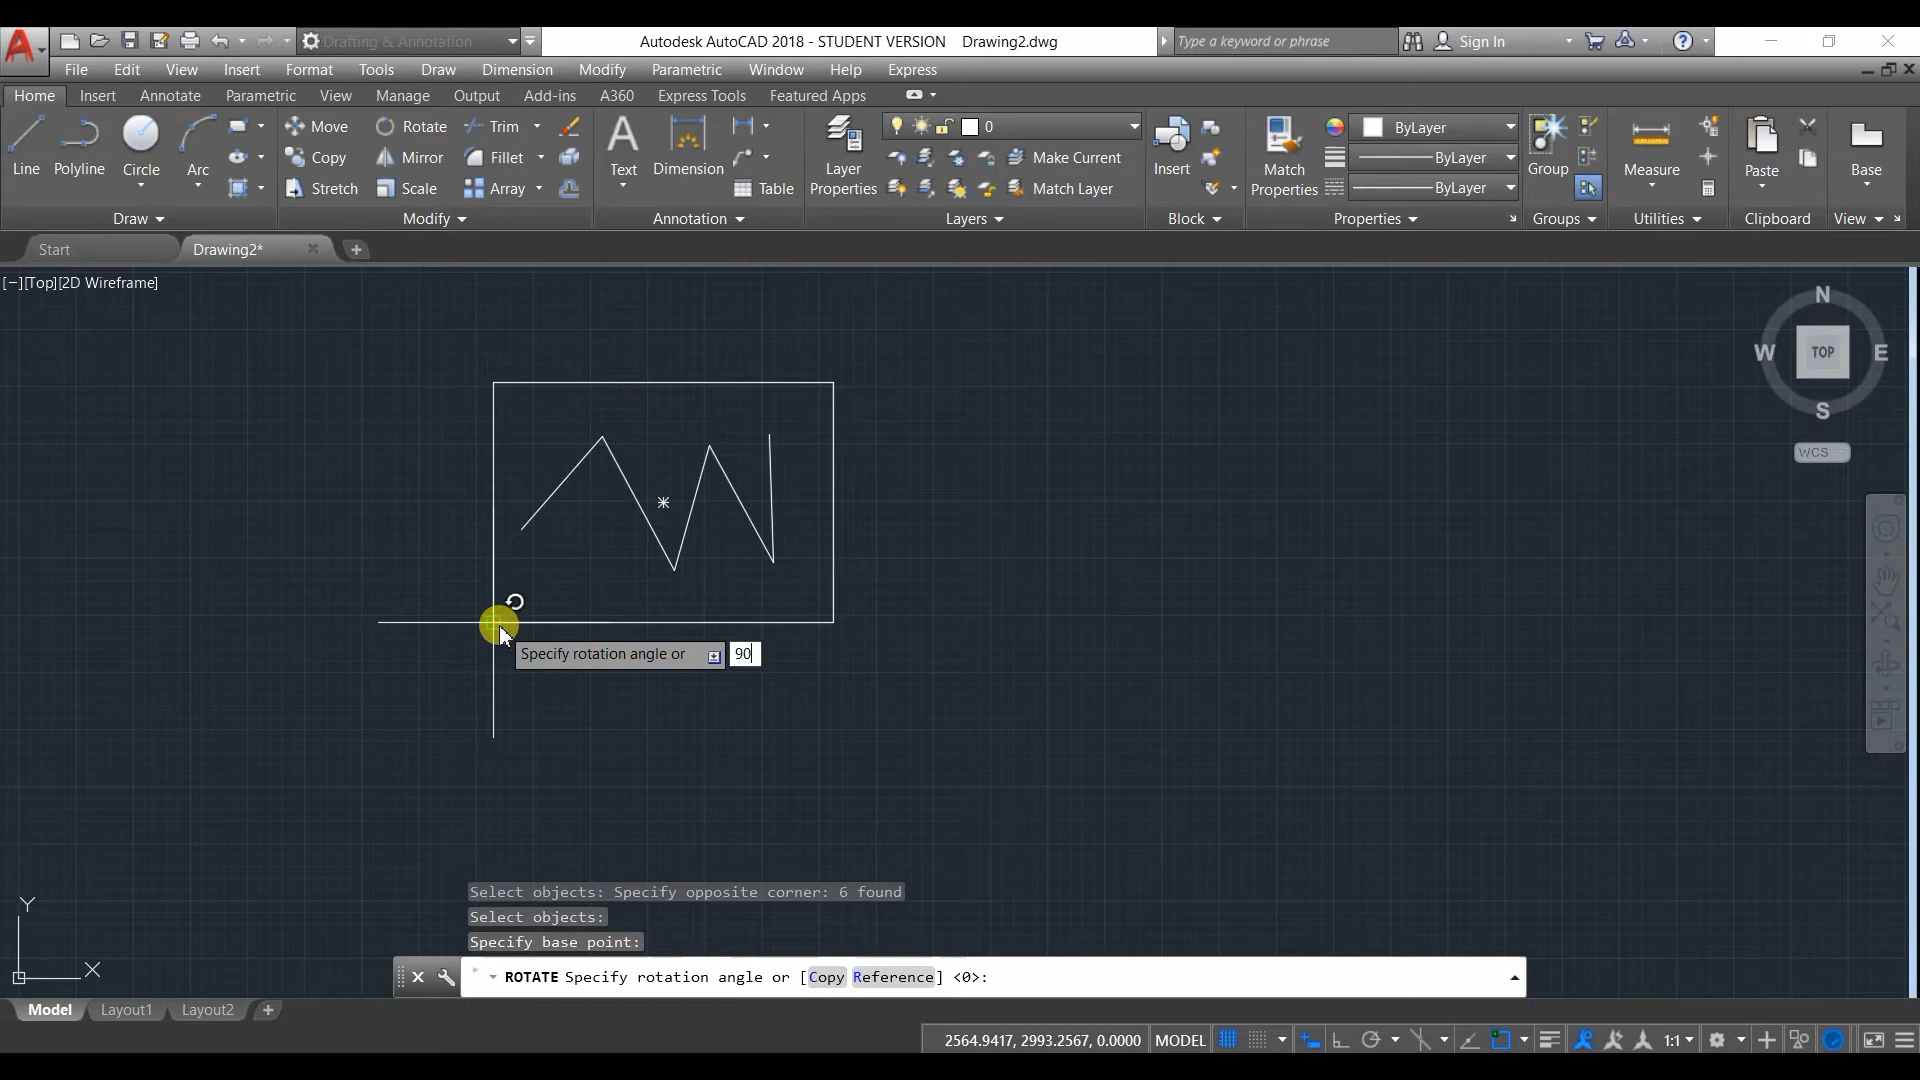 Drafting & Annotation
Autodesk AutoCAD 2018 - STUDENT VERSION Drawing2.dwg
Type a keyword or phrase
Sign In
File Edit View Insert Format Tools Draw Dimension Modify Parametric Window Help Express
Home Insert Annotate Parametric View Manage Output Add-ins A360 Express Tools Featured Apps
Line Polyline Circle Arc
Move Rotate Trim
Copy Mirror Fillet
Stretch Scale Array
Text Dimension Table
Layer Properties
0
Make Current
Match Layer
Insert
Match Properties
ByLayer
ByLayer
ByLayer
Group
Measure
Paste
Base
Draw Modify Annotation Layers Block Properties Groups Utilities Clipboard View
Start Drawing2*
[−][Top][2D Wireframe]
N
W TOP E
S
WCS
Specify rotation angle or 90
Y
X
Select objects: Specify opposite corner: 6 found
Select objects:
Specify base point:
ROTATE Specify rotation angle or [Copy Reference] <0>:
Model Layout1 Layout2
2564.9417, 2993.2567, 0.0000 MODEL 1:1